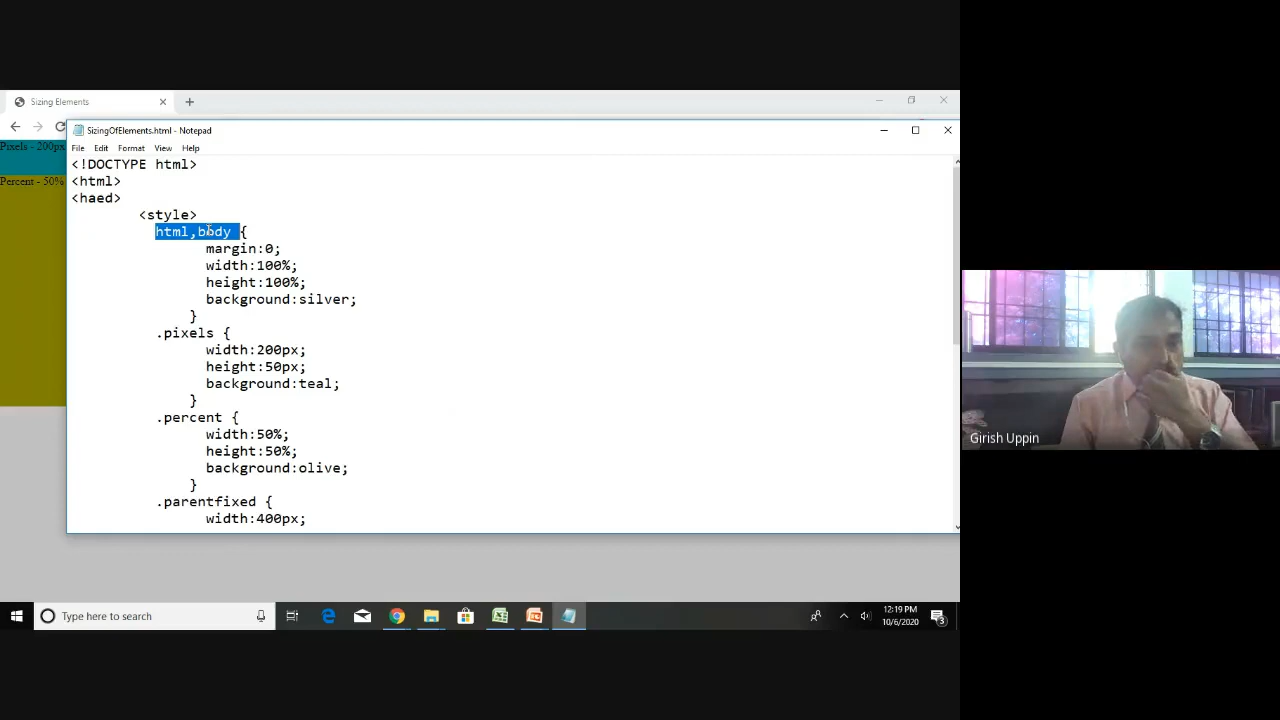 Sizing Elements
Pixels - 200px
Percent - 50%
SizingOfElements.html - Notepad
File Edit Format View Help
<!DOCTYPE html>
<html>
<haed>
<style>
html,body {
margin:0;
width:100%;
height:100%;
background:silver;
}
.pixels {
width:200px;
height:50px;
background:teal;
}
.percent {
width:50%;
height:50%;
background:olive;
}
.parentfixed {
width:400px;
Girish Uppin
Type here to search
12:19 PM
10/6/2020
3